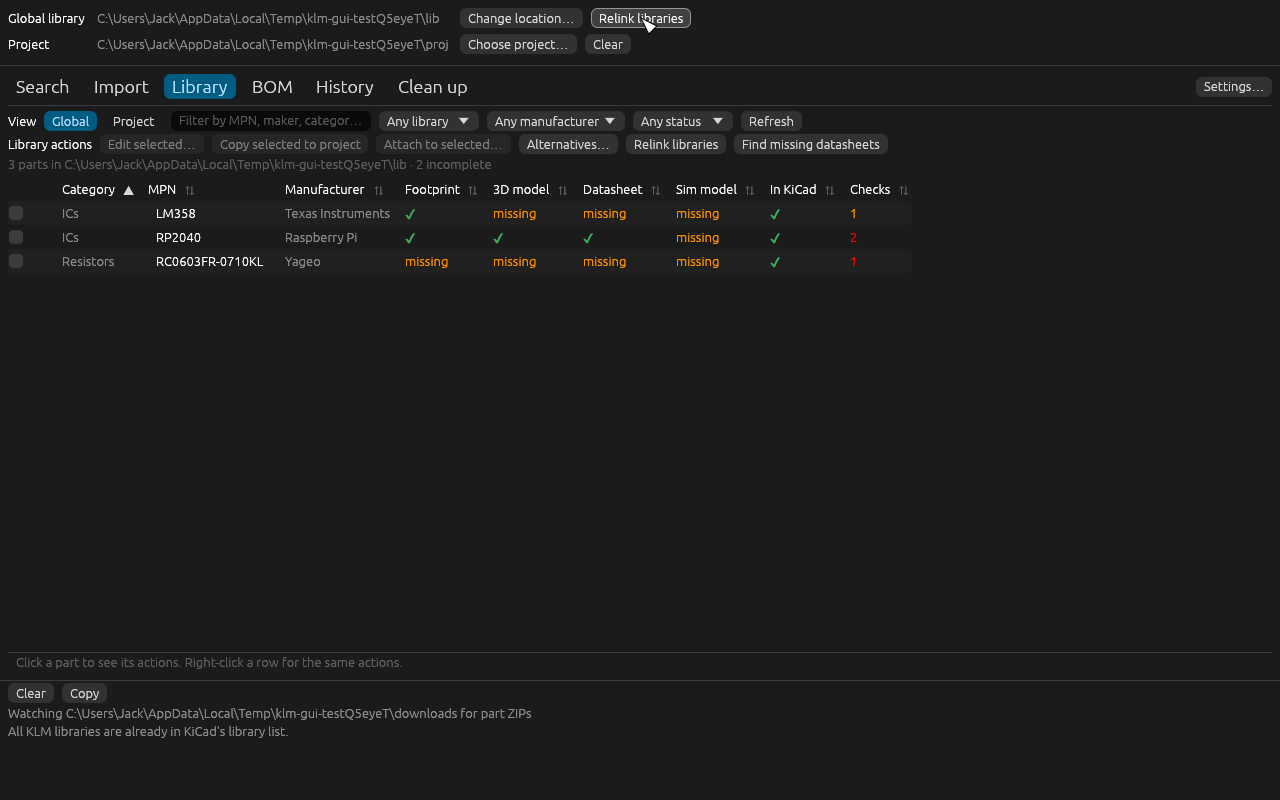 Global library C:\Users\Jack\AppData\Local\Temp\klm-gui-testQ5eyeT\lib Change location… Relink libraries
Project C:\Users\Jack\AppData\Local\Temp\klm-gui-testQ5eyeT\proj Choose project… Clear
Search Import Library BOM History Clean up Settings…
View Global Project Filter by MPN, maker, categor… Any library Any manufacturer Any status Refresh
Library actions Edit selected… Copy selected to project Attach to selected… Alternatives… Relink libraries Find missing datasheets
3 parts in C:\Users\Jack\AppData\Local\Temp\klm-gui-testQ5eyeT\lib · 2 incomplete
Category MPN Manufacturer Footprint 3D model Datasheet Sim model In KiCad Checks
ICs LM358 Texas Instruments ✔ missing missing missing ✔ 1
ICs RP2040 Raspberry Pi ✔ ✔ ✔ missing ✔ 2
Resistors RC0603FR-0710KL Yageo missing missing missing missing ✔ 1
Click a part to see its actions. Right-click a row for the same actions.
Clear Copy
Watching C:\Users\Jack\AppData\Local\Temp\klm-gui-testQ5eyeT\downloads for part ZIPs
All KLM libraries are already in KiCad's library list.